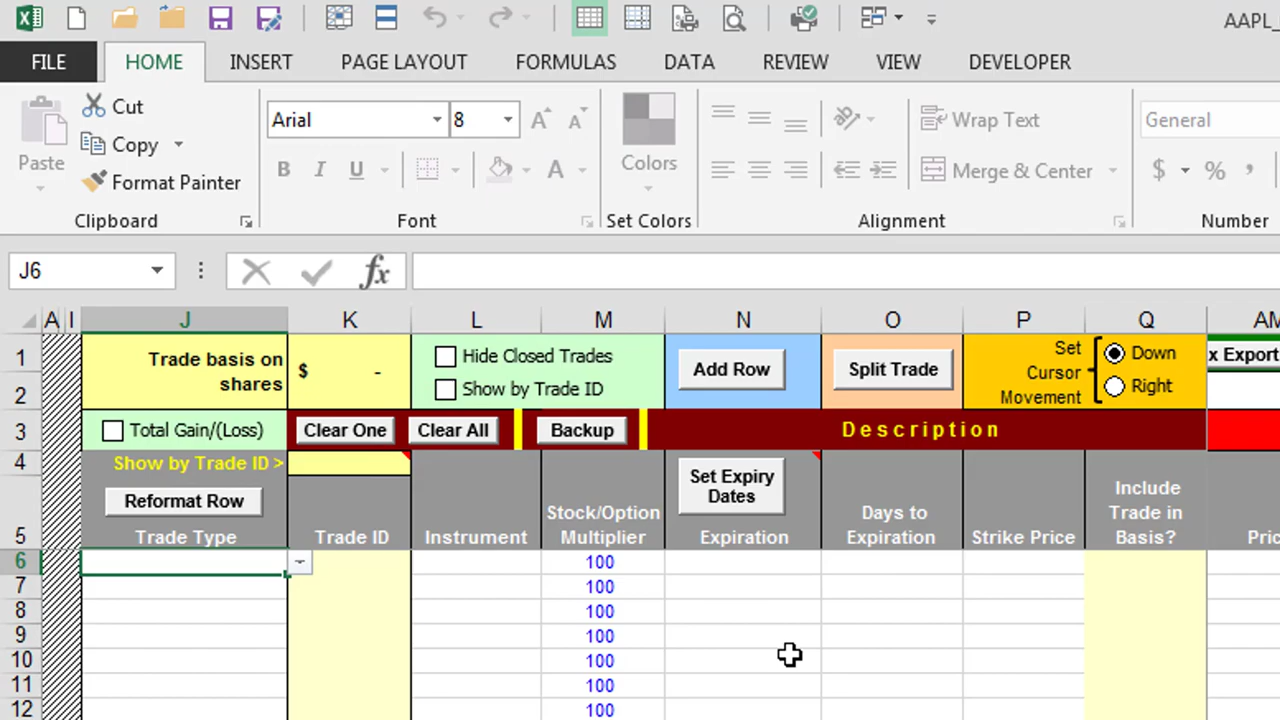 AAPL_
FILE HOME INSERT PAGE LAYOUT FORMULAS DATA REVIEW VIEW DEVELOPER
Paste
Cut
Copy
Format Painter
Arial 8
B I U A
Colors
Wrap Text
Merge & Center
General
$ % ,
Clipboard Font Set Colors Alignment Number
J6 fx
A I J K L M N O P Q AM
1 2 3 4 5 6 7 8 9 10 11 12
Trade basis on
shares
$ -
Hide Closed Trades
Show by Trade ID
Add Row
Split Trade
Set
Cursor
Movement
Down
Right
x Export
Total Gain/(Loss)
Clear One Clear All Backup
Description
Show by Trade ID >
Reformat Row
Trade Type
Trade ID
Instrument
Stock/Option
Multiplier
Set Expiry
Dates
Expiration
Days to
Expiration
Strike Price
Include
Trade in
Basis?
Pric
100
100
100
100
100
100
100